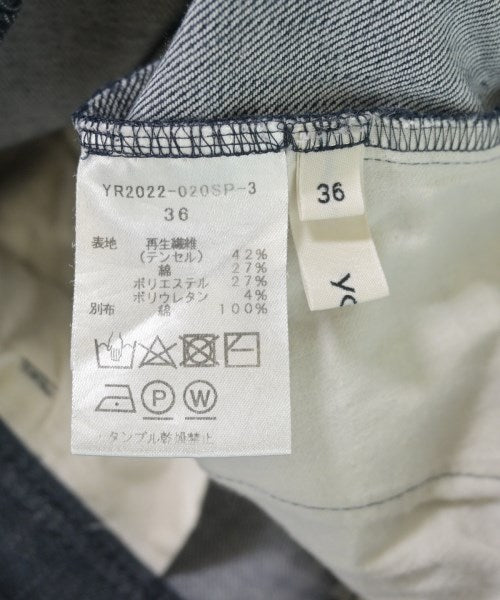 YR2022-020SP-3
36
表地 再生繊維
(テンセル) 42%
綿 27%
ポリエステル 27%
ポリウレタン 4%
別布 綿 100%
P W
タンブル乾燥禁止
36